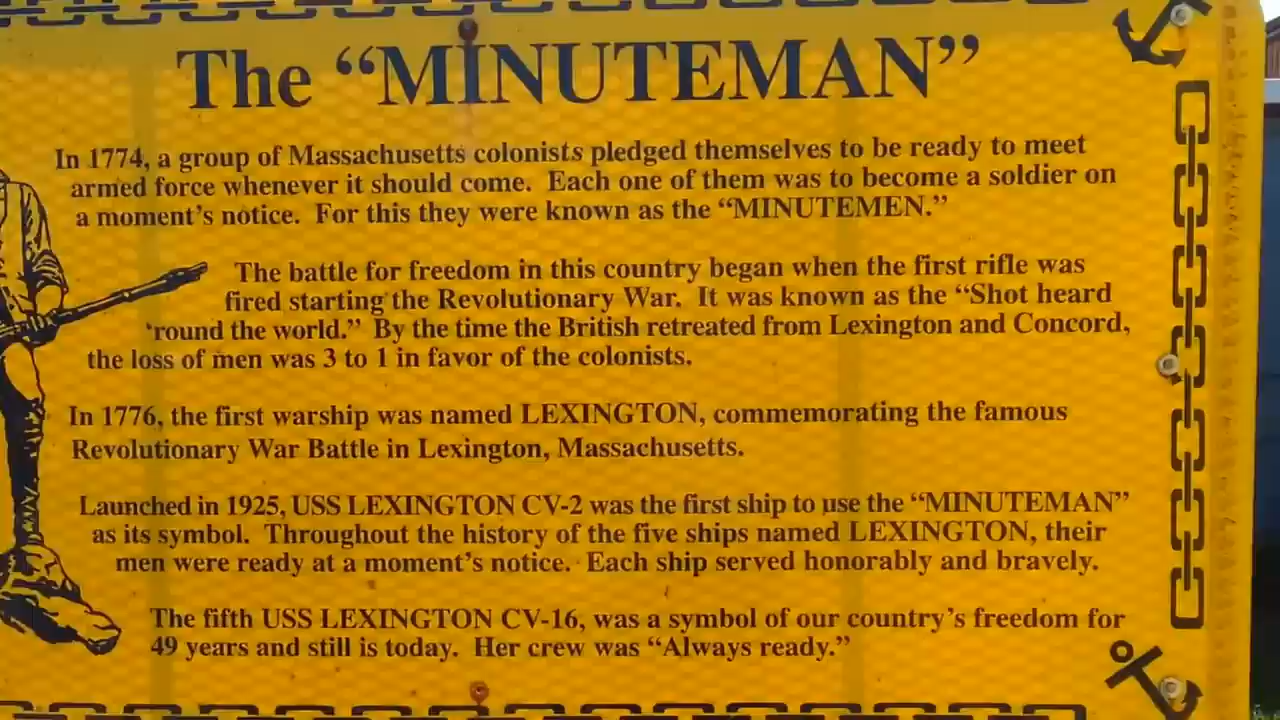 The “MINUTEMAN”
In 1774, a group of Massachusetts colonists pledged themselves to be ready to meet
armed force whenever it should come. Each one of them was to become a soldier on
a moment’s notice. For this they were known as the “MINUTEMEN.”
The battle for freedom in this country began when the first rifle was
fired starting the Revolutionary War. It was known as the “Shot heard
‘round the world.” By the time the British retreated from Lexington and Concord,
the loss of men was 3 to 1 in favor of the colonists.
In 1776, the first warship was named LEXINGTON, commemorating the famous
Revolutionary War Battle in Lexington, Massachusetts.
Launched in 1925, USS LEXINGTON CV-2 was the first ship to use the “MINUTEMAN”
as its symbol. Throughout the history of the five ships named LEXINGTON, their
men were ready at a moment’s notice. Each ship served honorably and bravely.
The fifth USS LEXINGTON CV-16, was a symbol of our country’s freedom for
49 years and still is today. Her crew was “Always ready.”